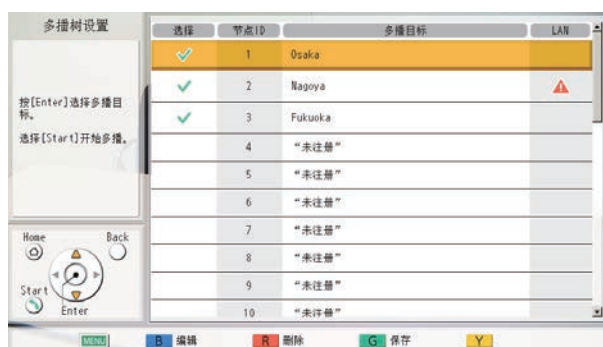 多播树设置
选择 节点ID 多播目标 LAN
按[Enter]选择多播目
标。
选择[Start]开始多播。
1 Osaka
2 Nagoya
3 Fukuoka
4 “未注册”
5 “未注册”
6 “未注册”
7 “未注册”
8 “未注册”
9 “未注册”
10 “未注册”
Home Back
Start
Enter
MENU B 编辑 R 删除 G 保存 Y